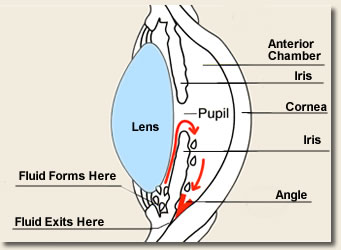 Anterior
Chamber
Iris
Cornea
Pupil
Lens
Iris
Fluid Forms Here
Angle
Fluid Exits Here